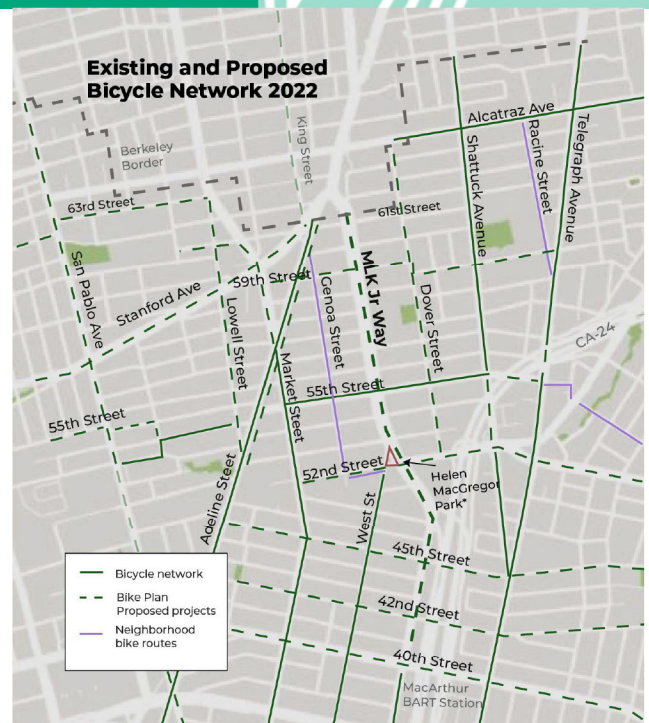 Existing and Proposed
Bicycle Network 2022
Alcatraz Ave
Berkeley
Border
King Street
Shattuck Avenue
Racine Street
Telegraph Avenue
63rd Street
61st Street
San Pablo Ave
Stanford Ave
59th Street
MLK Jr Way
Lowell Street
Genoa Street
Dover Street
CA-24
Market Steet
55th Street
55th Street
52nd Street
Helen
MacGregor
Park*
Adeline Steet
West St
45th Street
42nd Street
40th Street
MacArthur
BART Station
Bicycle network
Bike Plan
Proposed projects
Neighborhood
bike routes